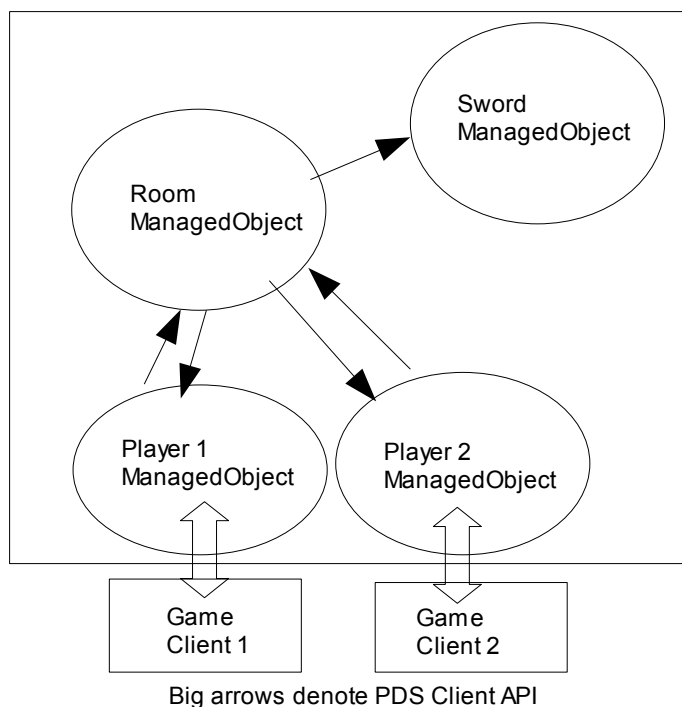 Sword
ManagedObject
Room
ManagedObject
Player 1
ManagedObject
Player 2
ManagedObject
Game
Client 1
Game
Client 2
Big arrows denote PDS Client API